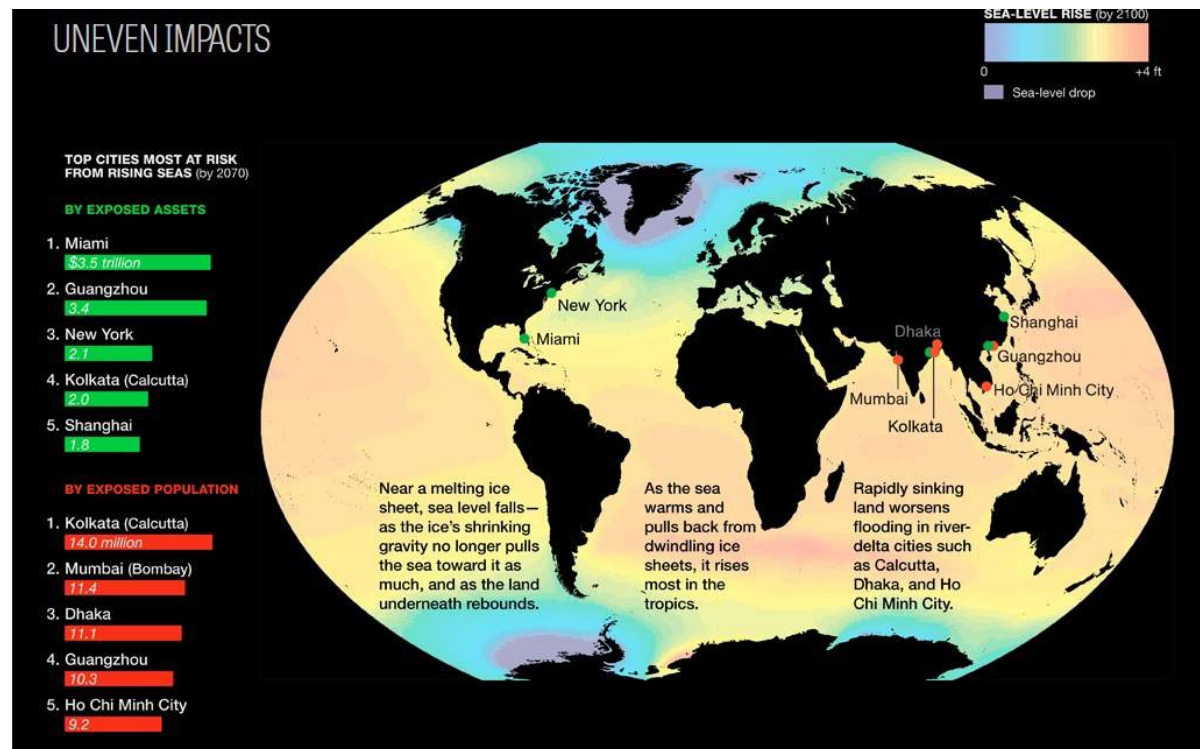 UNEVEN IMPACTS
SEA-LEVEL RISE (by 2100)
0
+4 ft
Sea-level drop
TOP CITIES MOST AT RISK
FROM RISING SEAS (by 2070)
BY EXPOSED ASSETS
1. Miami
$3.5 trillion
2. Guangzhou
3.4
3. New York
2.1
4. Kolkata (Calcutta)
2.0
5. Shanghai
1.8
BY EXPOSED POPULATION
1. Kolkata (Calcutta)
14.0 million
2. Mumbai (Bombay)
11.4
3. Dhaka
11.1
4. Guangzhou
10.3
5. Ho Chi Minh City
9.2
New York
Miami
Dhaka
Shanghai
Guangzhou
Mumbai
Ho Chi Minh City
Kolkata
Near a melting ice
sheet, sea level falls—
as the ice's shrinking
gravity no longer pulls
the sea toward it as
much, and as the land
underneath rebounds.
As the sea
warms and
pulls back from
dwindling ice
sheets, it rises
most in the
tropics.
Rapidly sinking
land worsens
flooding in river-
delta cities such
as Calcutta,
Dhaka, and Ho
Chi Minh City.